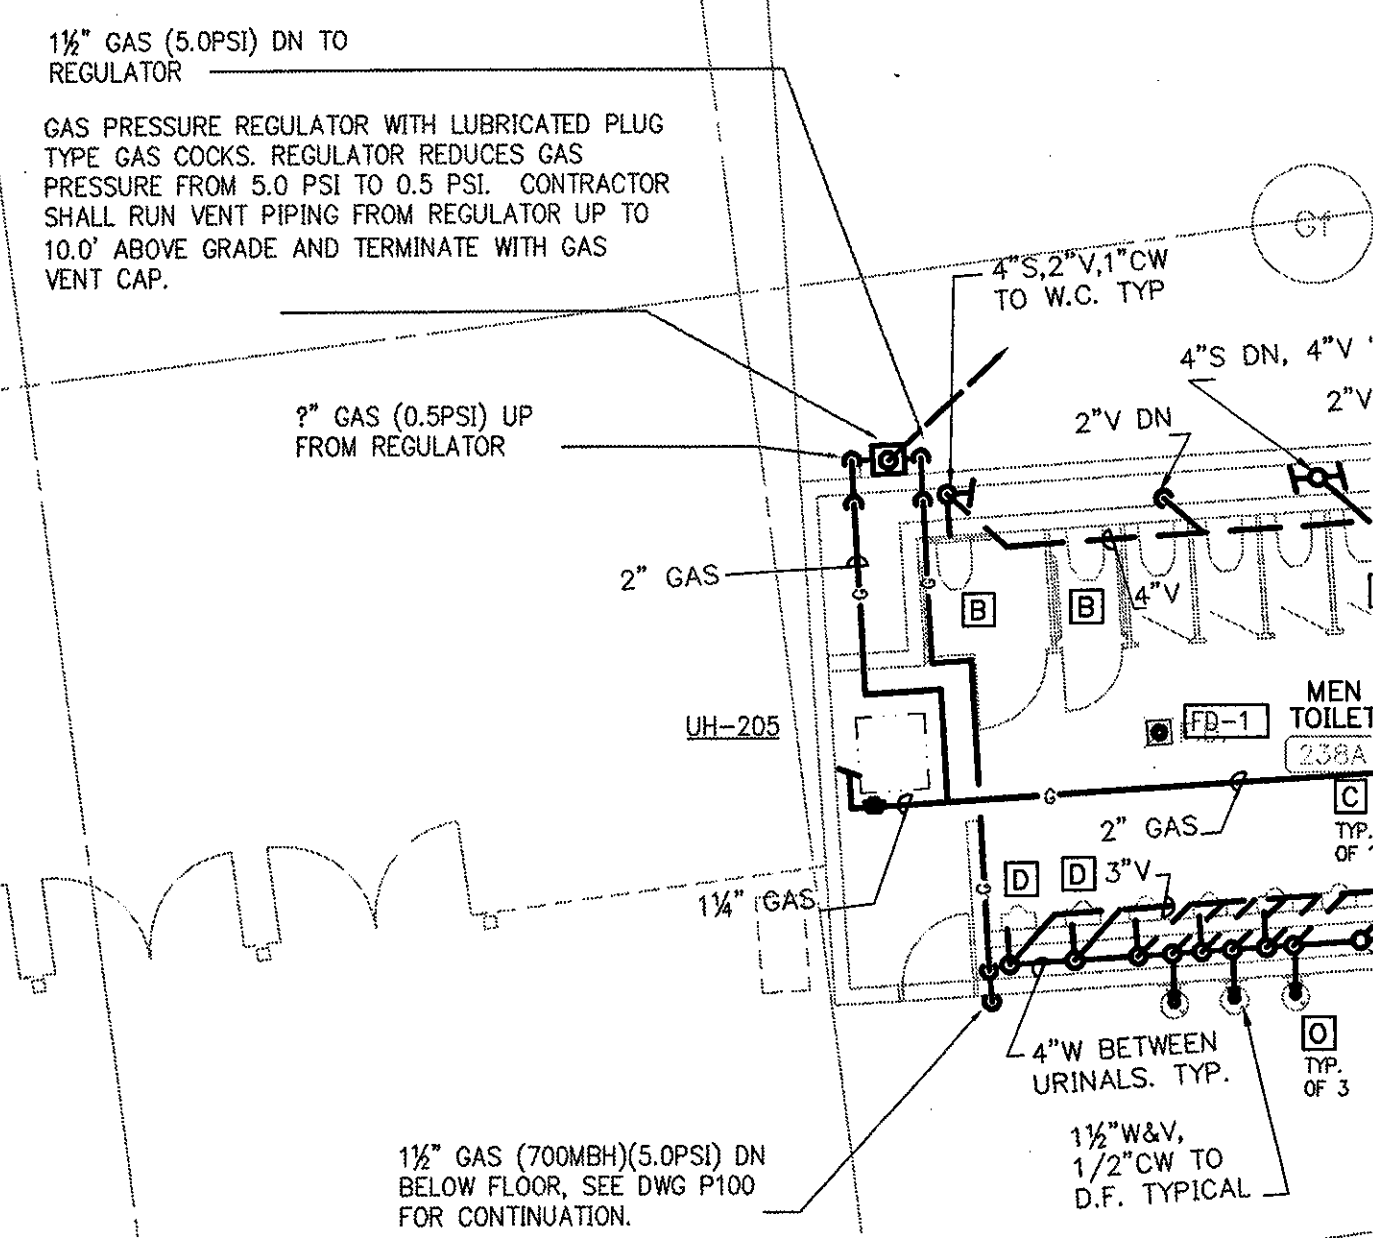 1½" GAS (5.0PSI) DN TO
REGULATOR
GAS PRESSURE REGULATOR WITH LUBRICATED PLUG
TYPE GAS COCKS. REGULATOR REDUCES GAS
PRESSURE FROM 5.0 PSI TO 0.5 PSI. CONTRACTOR
SHALL RUN VENT PIPING FROM REGULATOR UP TO
10.0' ABOVE GRADE AND TERMINATE WITH GAS
VENT CAP.
G1
4"S,2"V,1"CW
TO W.C. TYP
4"S DN, 4"V
2"V
2"V DN
?" GAS (0.5PSI) UP
FROM REGULATOR
2" GAS
G
G
B
B
4"V
UH-205
FD-1
MEN
TOILET
238A
G
C
TYP.
OF
2" GAS
1¼" GAS
G
D
D
3"V
4"W BETWEEN
URINALS. TYP.
O
TYP.
OF 3
1½"W&V,
1/2"CW TO
D.F. TYPICAL
1½" GAS (700MBH)(5.0PSI) DN
BELOW FLOOR, SEE DWG P100
FOR CONTINUATION.